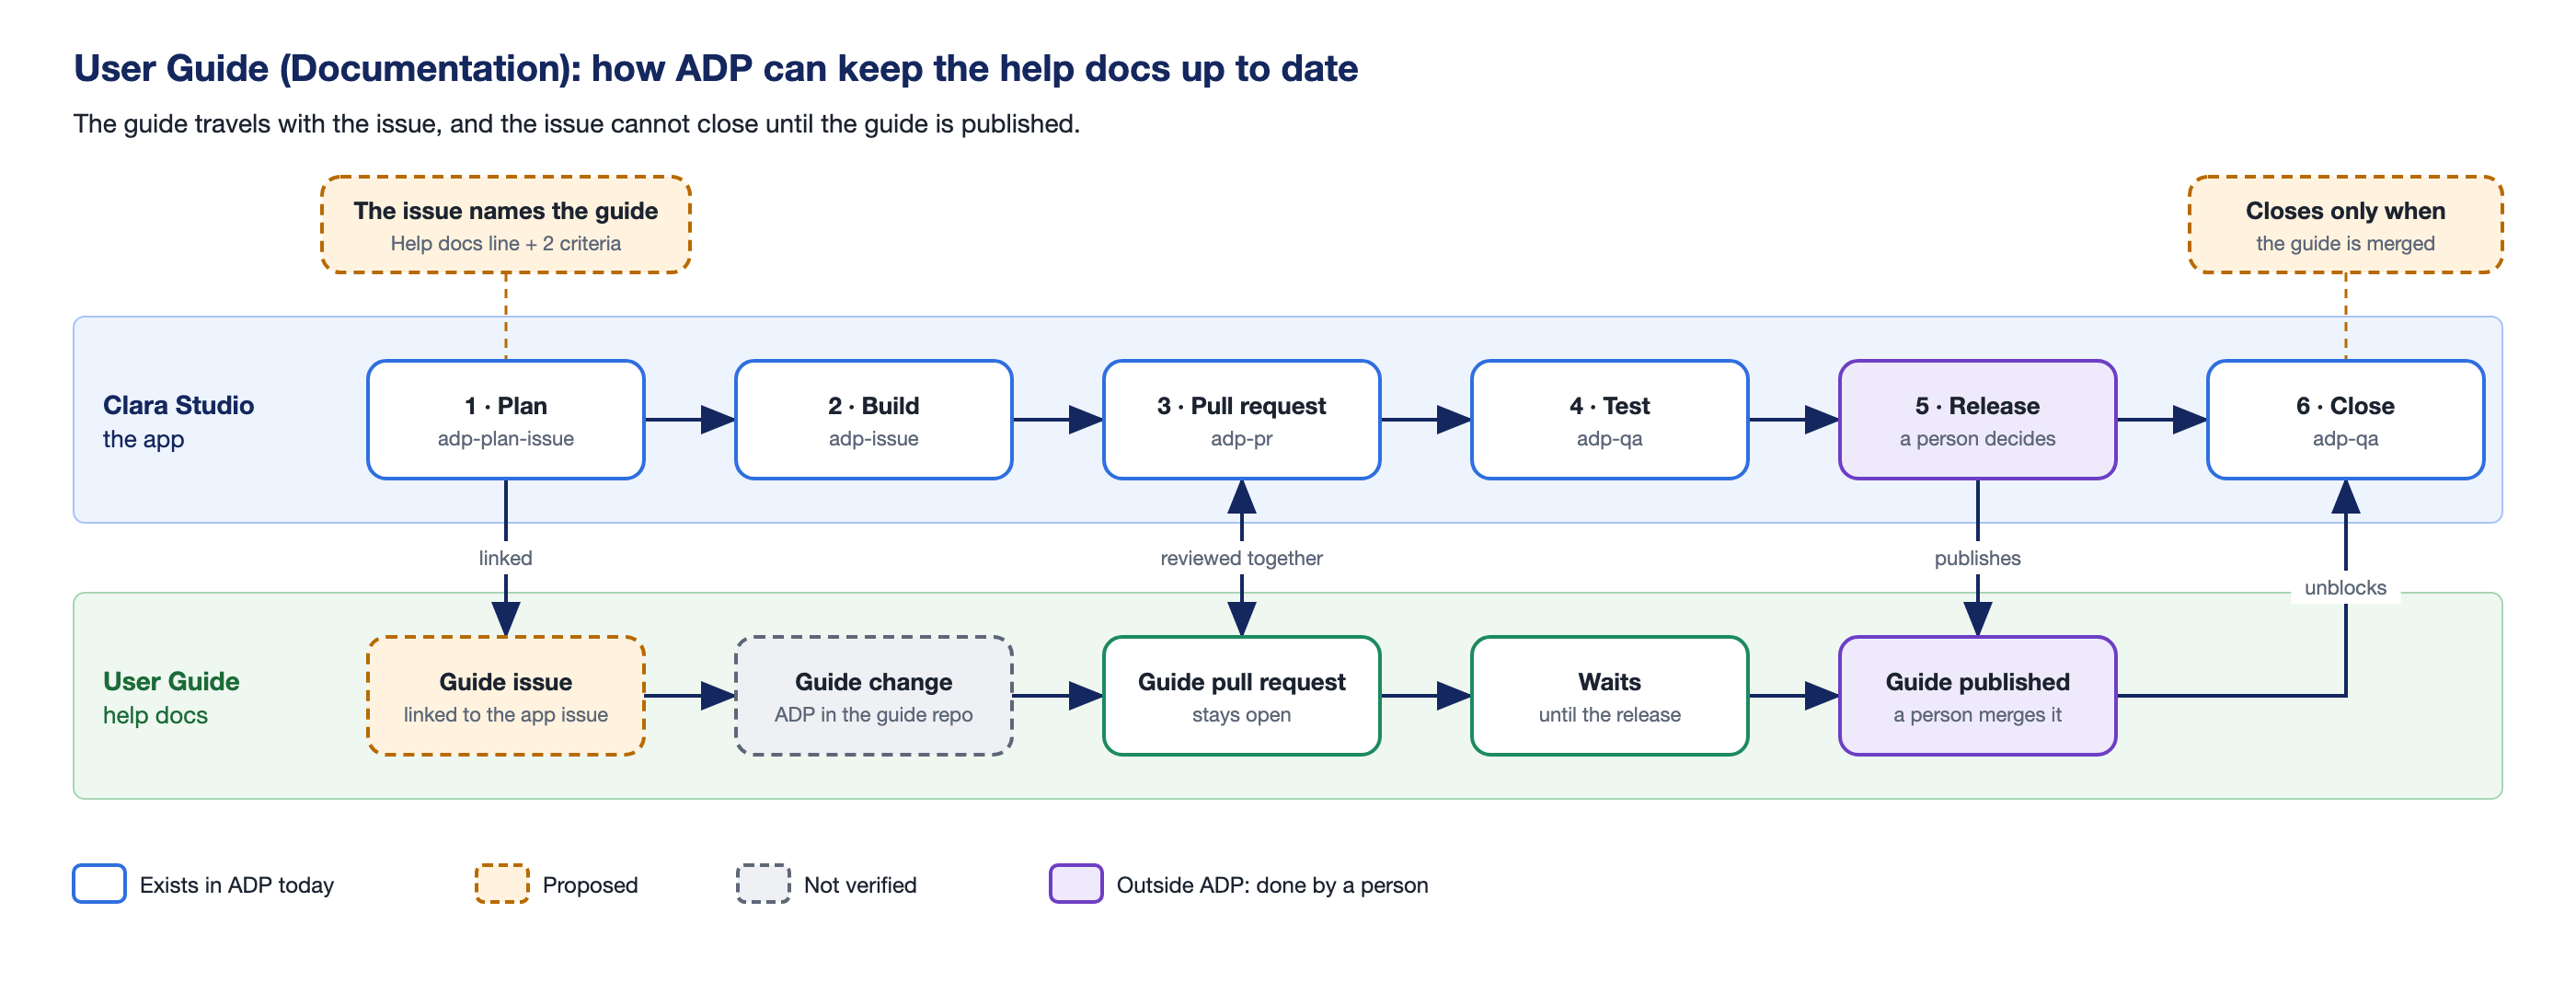 User Guide (Documentation): how ADP can keep the help docs up to date
The guide travels with the issue, and the issue cannot close until the guide is published.
The issue names the guide
Help docs line + 2 criteria
Closes only when
the guide is merged
Clara Studio
the app
1 · Plan
adp-plan-issue
2 · Build
adp-issue
3 · Pull request
adp-pr
4 · Test
adp-qa
5 · Release
a person decides
6 · Close
adp-qa
linked
reviewed together
publishes
unblocks
User Guide
help docs
Guide issue
linked to the app issue
Guide change
ADP in the guide repo
Guide pull request
stays open
Waits
until the release
Guide published
a person merges it
Exists in ADP today
Proposed
Not verified
Outside ADP: done by a person